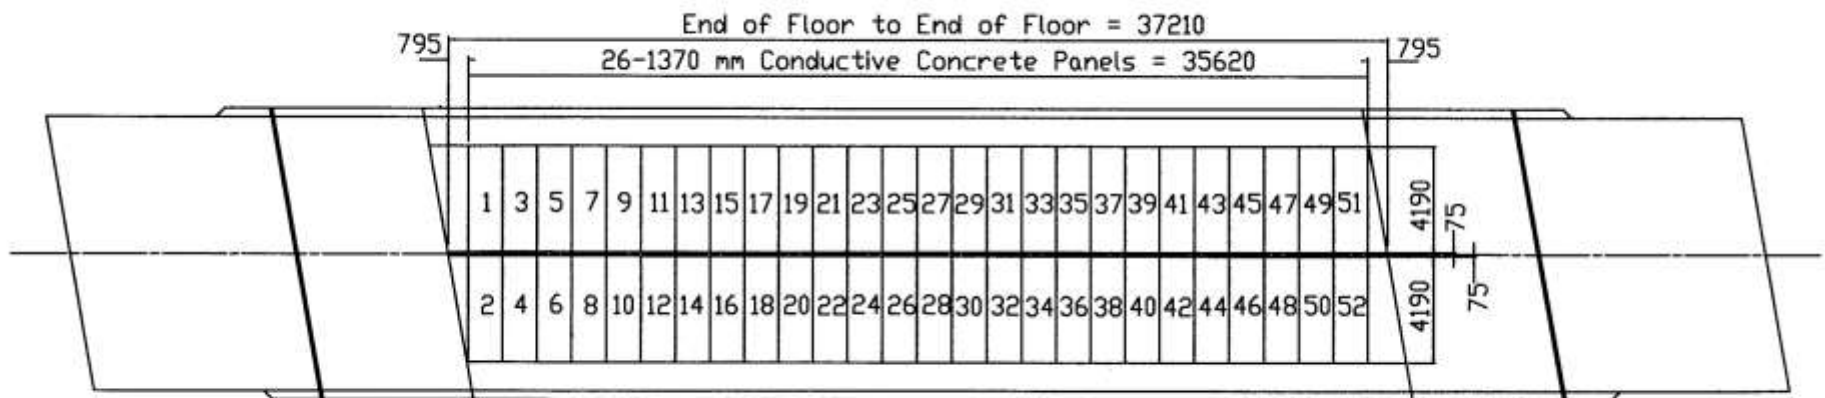 End of Floor to End of Floor = 37210
795
795
26-1370 mm Conductive Concrete Panels = 35620
1 3 5 7 9 11 13 15 17 19 21 23 25 27 29 31 33 35 37 39 41 43 45 47 49 51 4190 75
2 4 6 8 10 12 14 16 18 20 22 24 26 28 30 32 34 36 38 40 42 44 46 48 50 52 4190 75